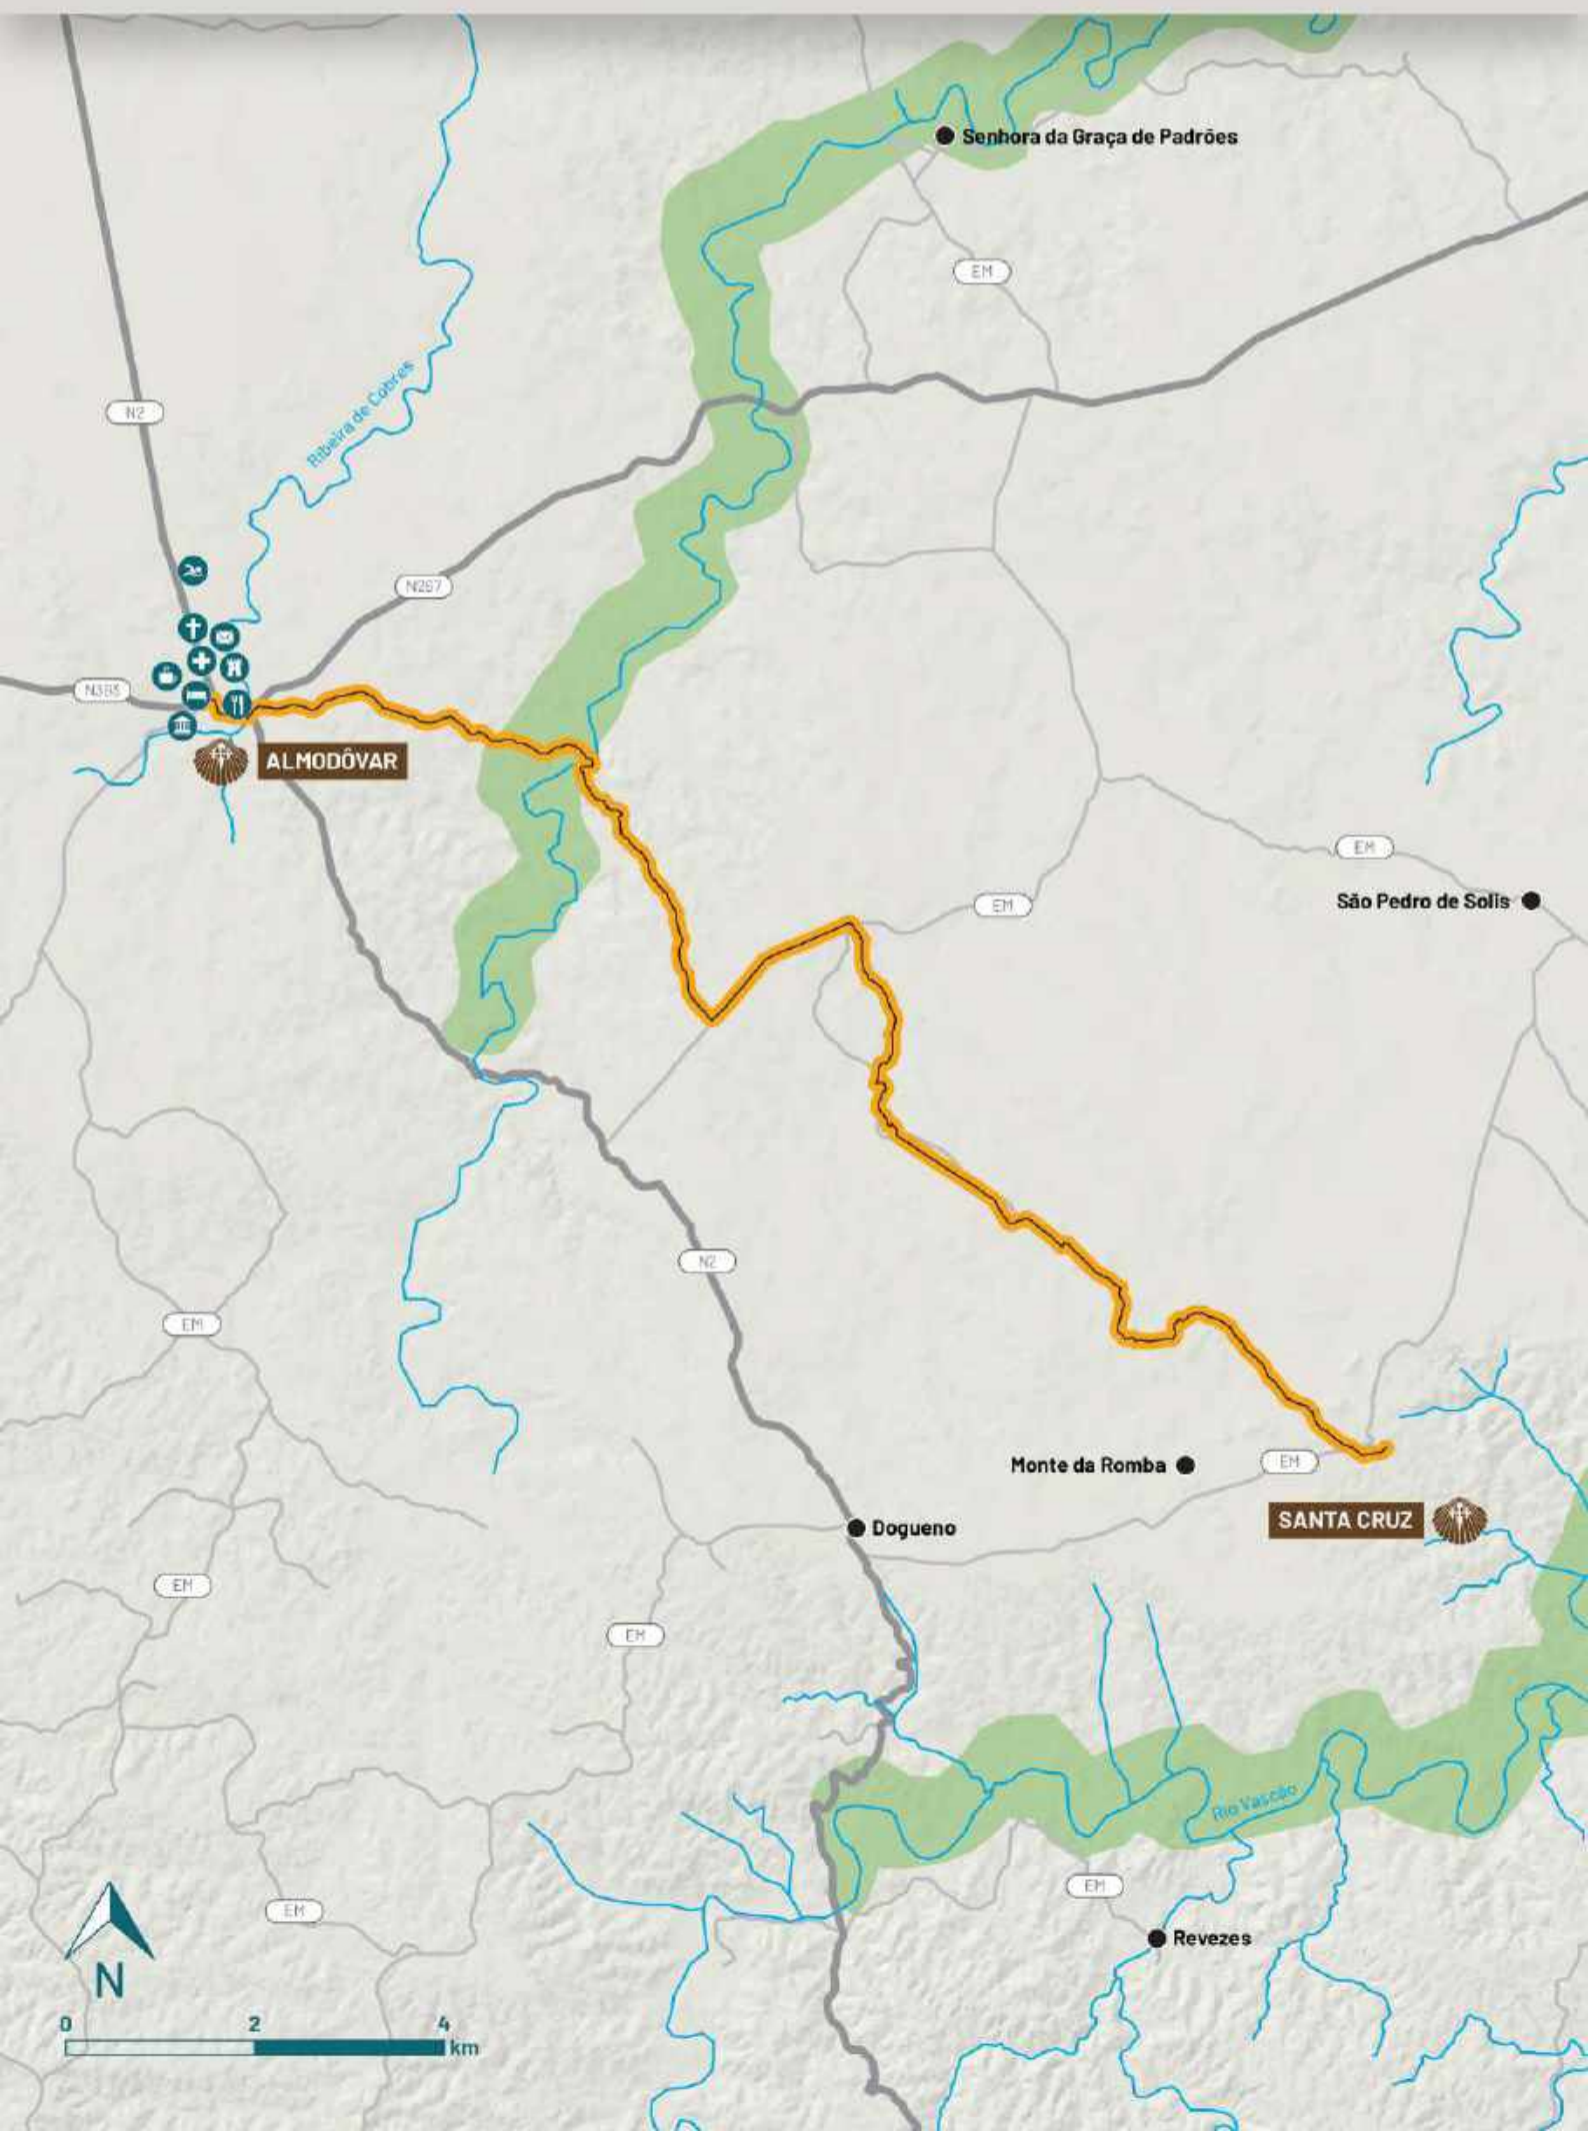 Senhora da Graça de Padrões
EM
N2
Ribeira de Cobres
N267
N393
ALMODÔVAR
EM
São Pedro de Solis
EM
N2
EM
Monte da Romba
EM
SANTA CRUZ
Dogueno
EM
EM
Rio Vascão
EM
EM
Revezes
N
0 2 4
km